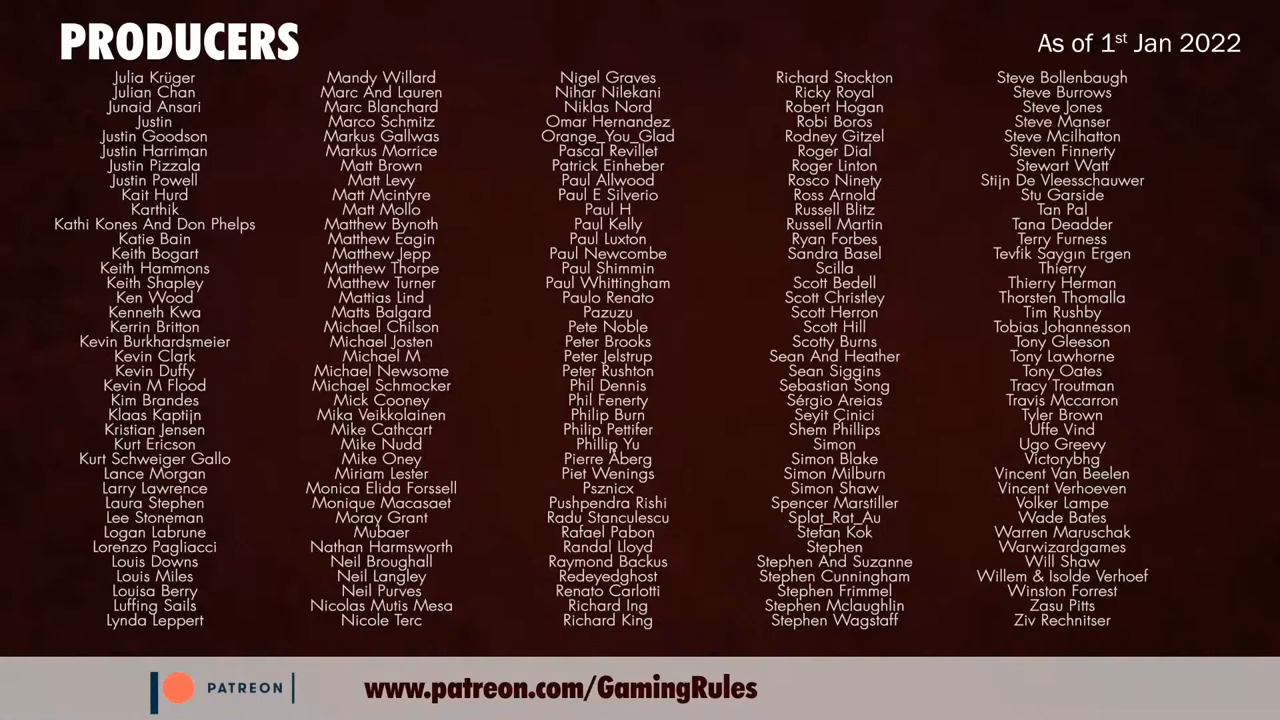 PRODUCERS
As of 1st Jan 2022
Julia Krüger
Julian Chan
Junaid Ansari
Justin
Justin Goodson
Justin Harriman
Justin Pizzala
Justin Powell
Kait Hurd
Karthik
Kathi Kones And Don Phelps
Katie Bain
Keith Bogart
Keith Hammons
Keith Shapley
Ken Wood
Kenneth Kwa
Kerrin Britton
Kevin Burkhardsmeier
Kevin Clark
Kevin Duffy
Kevin M Flood
Kim Brandes
Klaas Kaptijn
Kristian Jensen
Kurt Ericson
Kurt Schweiger Gallo
Lance Morgan
Larry Lawrence
Laura Stephen
Lee Stoneman
Logan Labrune
Lorenzo Pagliacci
Louis Downs
Louis Miles
Louisa Berry
Luffing Sails
Lynda Leppert
Mandy Willard
Marc And Lauren
Marc Blanchard
Marco Schmitz
Markus Gallwas
Markus Morrice
Matt Brown
Matt Levy
Matt Mcintyre
Matt Mollo
Matthew Bynoth
Matthew Eagin
Matthew Jepp
Matthew Thorpe
Matthew Turner
Mattias Lind
Matts Balgard
Michael Chilson
Michael Josten
Michael M
Michael Newsome
Michael Schmocker
Mick Cooney
Mika Veikkolainen
Mike Cathcart
Mike Nudd
Mike Oney
Miriam Lester
Monica Elida Forssell
Monique Macasaet
Moray Grant
Mubaer
Nathan Harmsworth
Neil Broughall
Neil Langley
Neil Purves
Nicolas Mutis Mesa
Nicole Terc
Nigel Graves
Nihar Nilekani
Niklas Nord
Omar Hernandez
Orange_You_Glad
Pascal Revillet
Patrick Einheber
Paul Allwood
Paul E Silverio
Paul H
Paul Kelly
Paul Luxton
Paul Newcombe
Paul Shimmin
Paul Whittingham
Paulo Renato
Pazuzu
Pete Noble
Peter Brooks
Peter Jelstrup
Peter Rushton
Phil Dennis
Phil Fenerty
Philip Burn
Philip Pettifer
Phillip Yu
Pierre Åberg
Piet Wenings
Psznicx
Pushpendra Rishi
Radu Stanculescu
Rafael Pabon
Randal Lloyd
Raymond Backus
Redeyedghost
Renato Carlotti
Richard Ing
Richard King
Richard Stockton
Ricky Royal
Robert Hogan
Robi Boros
Rodney Gitzel
Roger Dial
Roger Linton
Rosco Ninety
Ross Arnold
Russell Blitz
Russell Martin
Ryan Forbes
Sandra Basel
Scilla
Scott Bedell
Scott Christley
Scott Herron
Scott Hill
Scotty Burns
Sean And Heather
Sean Siggins
Sebastian Song
Sérgio Areias
Seyit Çinici
Shem Phillips
Simon
Simon Blake
Simon Milburn
Simon Shaw
Spencer Marstiller
Splat_Rat_Au
Stefan Kok
Stephen
Stephen And Suzanne
Stephen Cunningham
Stephen Frimmel
Stephen Mclaughlin
Stephen Wagstaff
Steve Bollenbaugh
Steve Burrows
Steve Jones
Steve Manser
Steve Mcilhatton
Steven Finnerty
Stewart Watt
Stijn De Vleesschauwer
Stu Garside
Tan Pal
Tana Deadder
Terry Furness
Tevfik Saygın Ergen
Thierry
Thierry Herman
Thorsten Thomalla
Tim Rushby
Tobias Johannesson
Tony Gleeson
Tony Lawhorne
Tony Oates
Tracy Troutman
Travis Mccarron
Tyler Brown
Uffe Vind
Ugo Greevy
Victorybhg
Vincent Van Beelen
Vincent Verhoeven
Volker Lampe
Wade Bates
Warren Maruschak
Warwizardgames
Will Shaw
Willem & Isolde Verhoef
Winston Forrest
Zasu Pitts
Ziv Rechnitser
PATREON
www.patreon.com/GamingRules